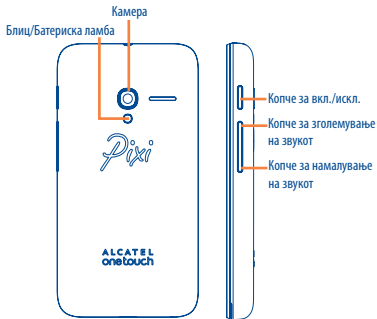 Камера
Блиц/Батериска ламба
Копче за вкл./искл.
Копче за зголемување
на звукот
Копче за намалување
на звукот
Pixi
ALCATEL
onetouch